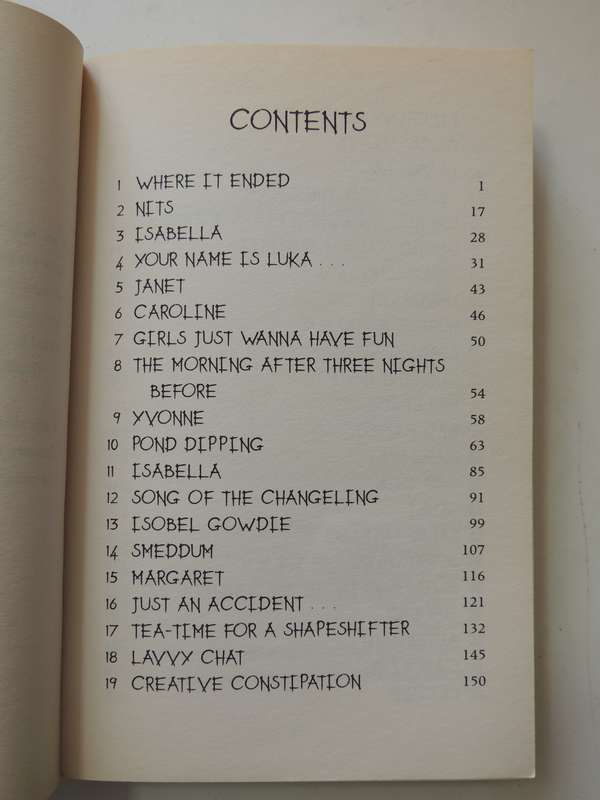 CONTENTS
1 WHERE IT ENDED 1
2 NITS 17
3 ISABELLA 28
4 YOUR NAME IS LUKA . . . 31
5 JANET 43
6 CAROLINE 46
7 GIRLS JUST WANNA HAVE FUN 50
8 THE MORNING AFTER THREE NIGHTS
BEFORE 54
9 YVONNE 58
10 POND DIPPING 63
11 ISABELLA 85
12 SONG OF THE CHANGELING 91
13 ISOBEL GOWDIE 99
14 SMEDDUM 107
15 MARGARET 116
16 JUST AN ACCIDENT . . . 121
17 TEA-TIME FOR A SHAPESHIFTER 132
18 LAVVY CHAT 145
19 CREATIVE CONSTIPATION 150